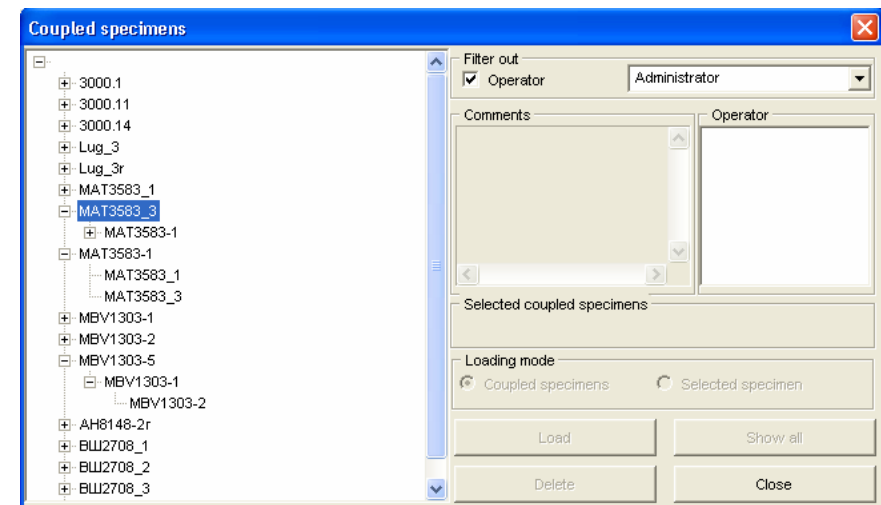 Coupled specimens
3000.1
3000.11
3000.14
Lug_3
Lug_3r
MAT3583_1
MAT3583_3
MAT3583-1
MAT3583-1
MAT3583_1
MAT3583_3
MBV1303-1
MBV1303-2
MBV1303-5
MBV1303-1
MBV1303-2
АН8148-2г
ВШ2708_1
ВШ2708_2
ВШ2708_3
Filter out
Operator
Administrator
Comments
Operator
Selected coupled specimens
Loading mode
Coupled specimens
Selected specimen
Load
Show all
Delete
Close